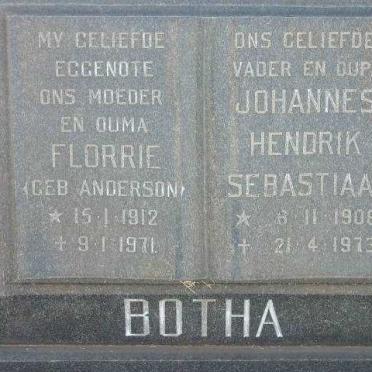 MY GELIEFDE
EGGENOTE
ONS MOEDER
EN OUMA
FLORRIE
(GEB ANDERSON)
* 15.1.1912
+ 9.1.1971.
ONS GELIEFDE
VADER EN OUP
JOHANNES
HENDRIK
SEBASTIAA
* 6.11.1908
+ 21.4.1973
BOTHA